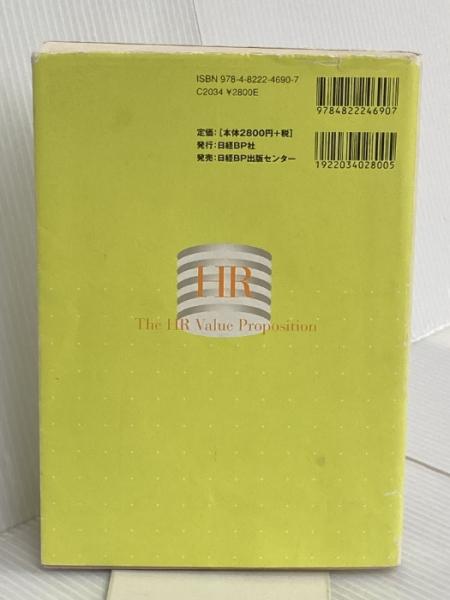 ISBN 978-4-8222-4690-7
C2034 ¥2800E
9784822246907
定価:[本体2800円+税]
発行:日経BP社
発売:日経BP出版センター
1922034028005
HR
The HR Value Proposition